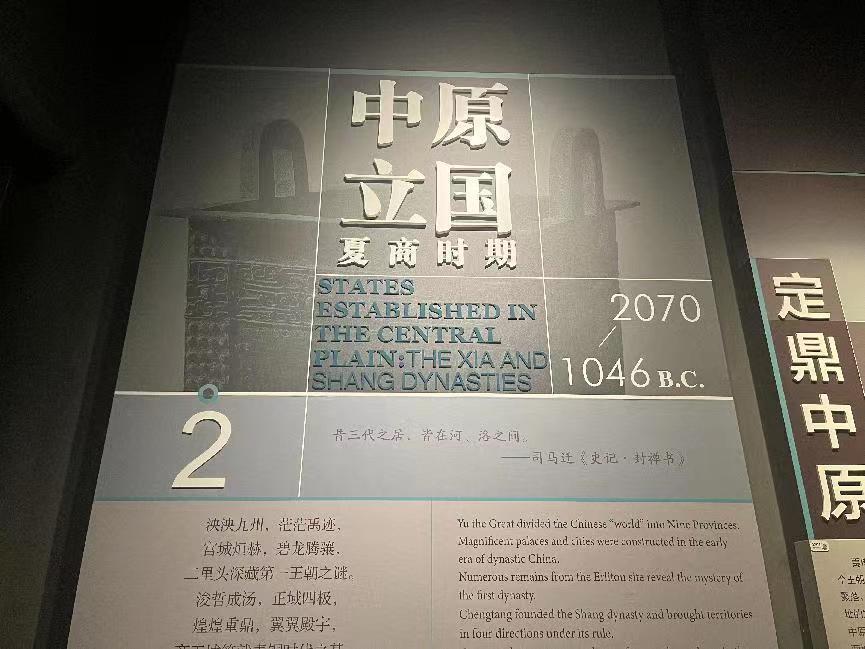 中原
立国
夏商时期
STATES
ESTABLISHED IN
THE CENTRAL
PLAIN:THE XIA AND
SHANG DYNASTIES
2070
/
1046 B.C.
2
昔三代之居，皆在河、洛之间。
——司马迁《史记·封禅书》
泱泱九州，茫茫禹迹，
宫城烜赫，碧龙腾骧，
二里头深藏第一王朝之谜。
浚哲成汤，正域四极，
煌煌重鼎，翼翼殿宇，
Yu the Great divided the Chinese "world" into Nine Provinces.
Magnificent palaces and cities were constructed in the early
era of dynastic China.
Numerous remains from the Erlitou site reveal the mystery of
the first dynasty.
Chengtang founded the Shang dynasty and brought territories
in four directions under its rule.
定鼎中原